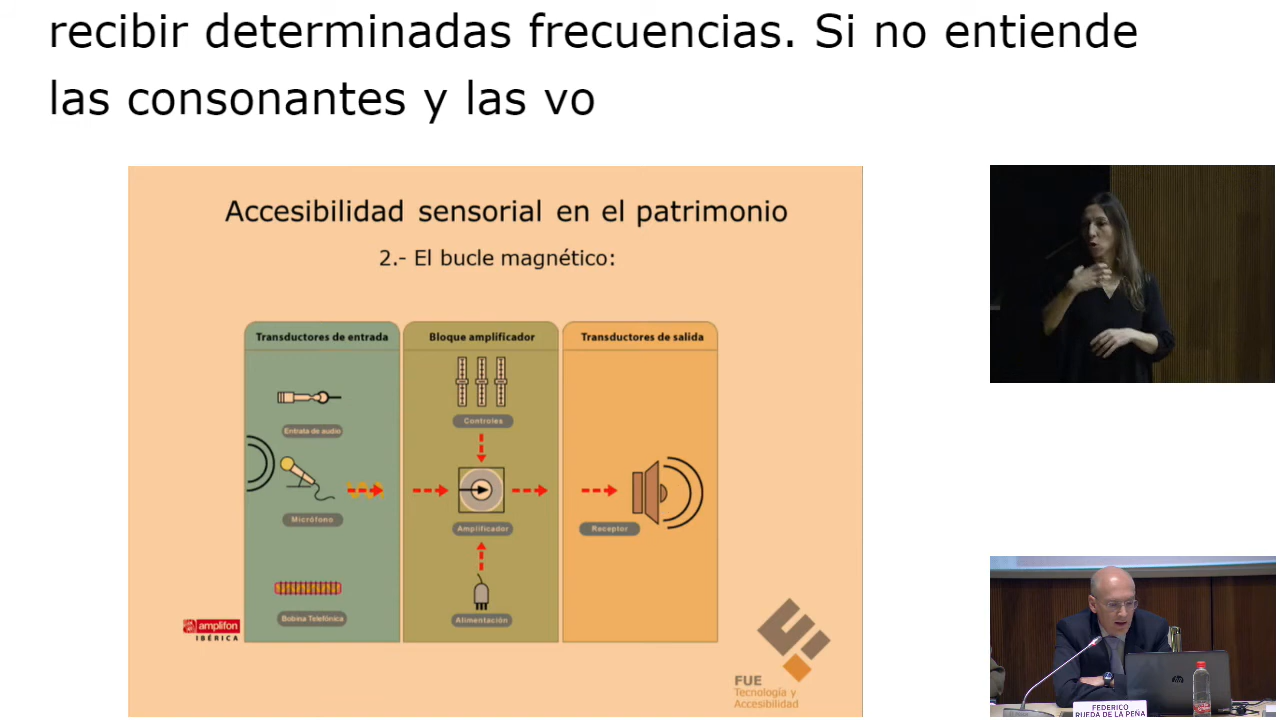 recibir determinadas frecuencias. Si no entiende
las consonantes y las vo
Accesibilidad sensorial en el patrimonio
2.- El bucle magnético:
Transductores de entrada
Bloque amplificador
Transductores de salida
Entrata de audio
Controles
Micrófono
Amplificador
Receptor
Bobina Telefónica
Alimentación
amplifon
IBÉRICA
FUE
Tecnología y
Accesibilidad
FEDERICO
RUEDA DE LA PEÑA